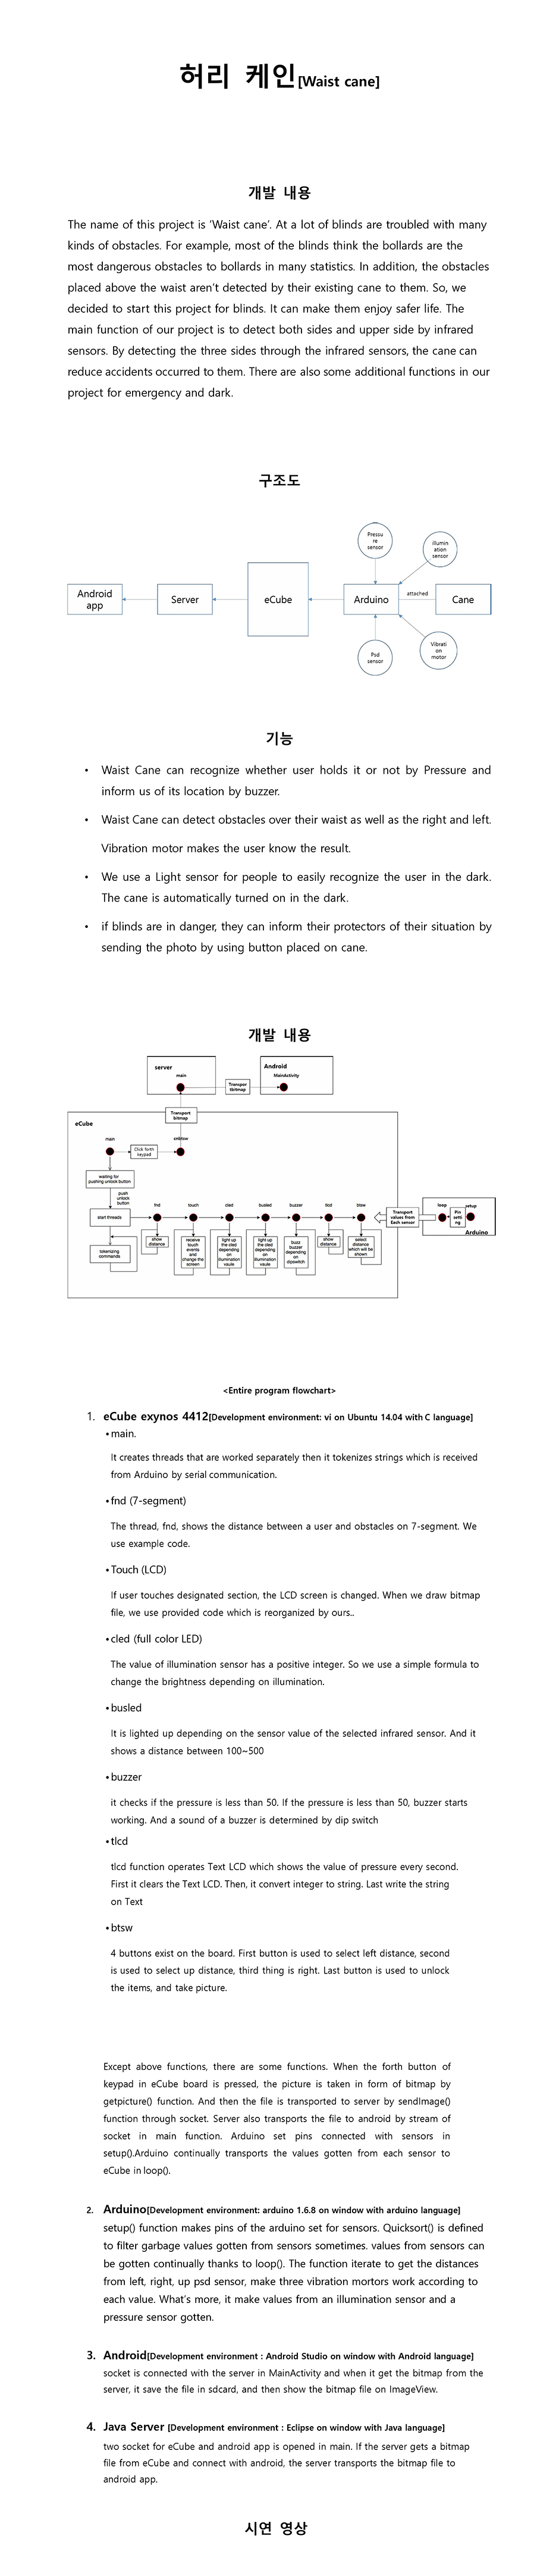 허리 케인[Waist cane]
개발 내용
The name of this project is ‘Waist cane’. At a lot of blinds are troubled with many
kinds of obstacles. For example, most of the blinds think the bollards are the
most dangerous obstacles to bollards in many statistics. In addition, the obstacles
placed above the waist aren’t detected by their existing cane to them. So, we
decided to start this project for blinds. It can make them enjoy safer life. The
main function of our project is to detect both sides and upper side by infrared
sensors. By detecting the three sides through the infrared sensors, the cane can
reduce accidents occurred to them. There are also some additional functions in our
project for emergency and dark.
구조도
Pressu
re
sensor
illumin
ation
sensor
Android
app
Server
eCube
Arduino
attached
Cane
Psd
sensor
Vibrati
on
motor
기능
• Waist Cane can recognize whether user holds it or not by Pressure and
inform us of its location by buzzer.
• Waist Cane can detect obstacles over their waist as well as the right and left.
Vibration motor makes the user know the result.
• We use a Light sensor for people to easily recognize the user in the dark.
The cane is automatically turned on in the dark.
• if blinds are in danger, they can inform their protectors of their situation by
sending the photo by using button placed on cane.
개발 내용
server
main
Android
MainActivity
Transpor
tbitmap
Transport
bitmap
eCube
main
Click forth
keypad
waiting for
pushing unlock button
push
unlock
button
start threads
fnd
touch
cled
busled
buzzer
tlcd
btsw
Transport
values from
Each sensor
loop
Pin
setti
ng
setup
Arduino
tokenizing
commands
show
distance
receive
touch
events
and
change the
screen
light up
the cled
depending
on
illumination
vaule
light up
the cled
depending
on
illumination
vaule
buzz
buzzer
depending
on
dipswitch
show
distance
select
distance
which will be
shown
<Entire program flowchart>
1. eCube exynos 4412[Development environment: vi on Ubuntu 14.04 with C language]
• main.
It creates threads that are worked separately then it tokenizes strings which is received
from Arduino by serial communication.
• fnd (7-segment)
The thread, fnd, shows the distance between a user and obstacles on 7-segment. We
use example code.
• Touch (LCD)
If user touches designated section, the LCD screen is changed. When we draw bitmap
file, we use provided code which is reorganized by ours..
• cled (full color LED)
The value of illumination sensor has a positive integer. So we use a simple formula to
change the brightness depending on illumination.
• busled
It is lighted up depending on the sensor value of the selected infrared sensor. And it
shows a distance between 100~500
• buzzer
it checks if the pressure is less than 50. If the pressure is less than 50, buzzer starts
working. And a sound of a buzzer is determined by dip switch
• tlcd
tlcd function operates Text LCD which shows the value of pressure every second.
First it clears the Text LCD. Then, it convert integer to string. Last write the string
on Text
• btsw
4 buttons exist on the board. First button is used to select left distance, second
is used to select up distance, third thing is right. Last button is used to unlock
the items, and take picture.
Except above functions, there are some functions. When the forth button of
keypad in eCube board is pressed, the picture is taken in form of bitmap by
getpicture() function. And then the file is transported to server by sendImage()
function through socket. Server also transports the file to android by stream of
socket in main function. Arduino set pins connected with sensors in
setup().Arduino continually transports the values gotten from each sensor to
eCube in loop().
2. Arduino[Development environment: arduino 1.6.8 on window with arduino language]
setup() function makes pins of the arduino set for sensors. Quicksort() is defined
to filter garbage values gotten from sensors sometimes. values from sensors can
be gotten continually thanks to loop(). The function iterate to get the distances
from left, right, up psd sensor, make three vibration mortors work according to
each value. What’s more, it make values from an illumination sensor and a
pressure sensor gotten.
3. Android[Development environment : Android Studio on window with Android language]
socket is connected with the server in MainActivity and when it get the bitmap from the
server, it save the file in sdcard, and then show the bitmap file on ImageView.
4. Java Server [Development environment : Eclipse on window with Java language]
two socket for eCube and android app is opened in main. If the server gets a bitmap
file from eCube and connect with android, the server transports the bitmap file to
android app.
시연 영상